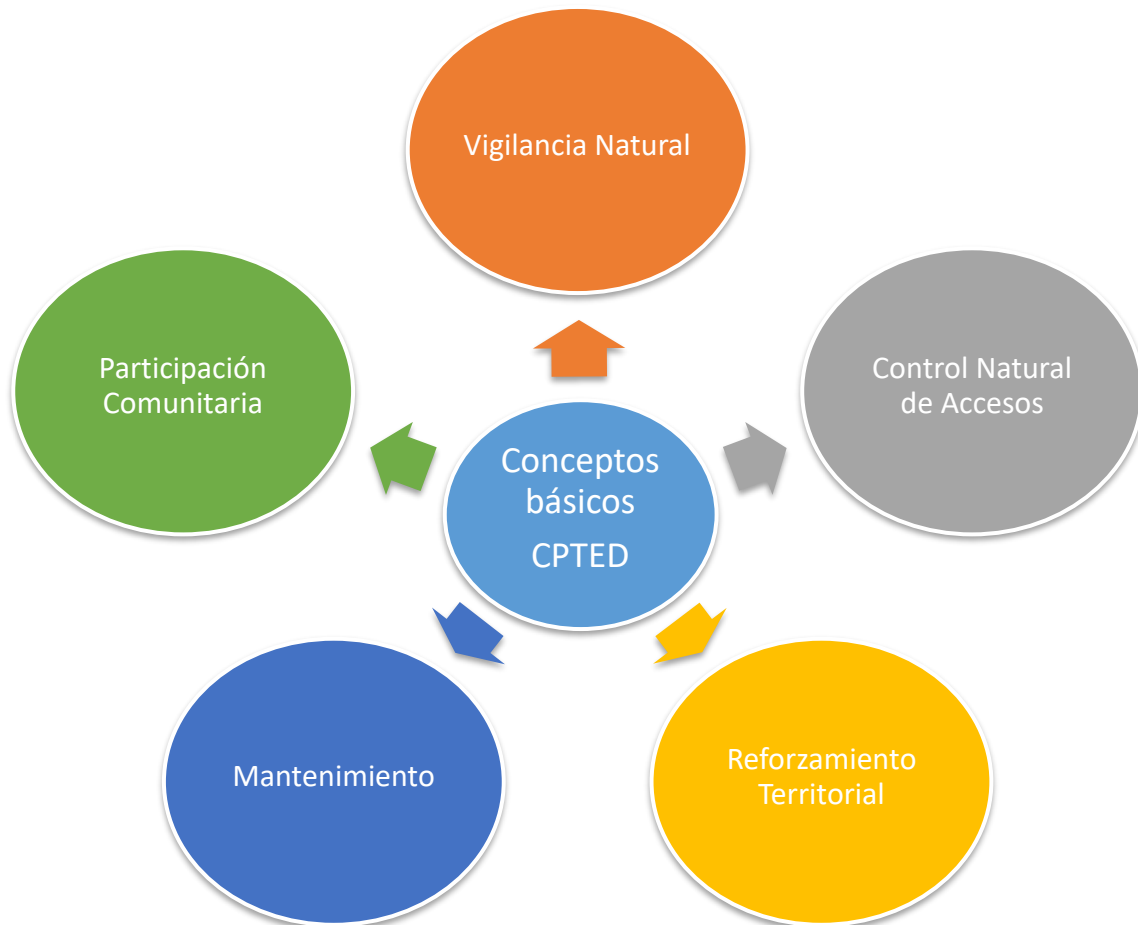 Vigilancia Natural
Participación
Comunitaria
Control Natural
de Accesos
Conceptos
básicos
CPTED
Mantenimiento
Reforzamiento
Territorial